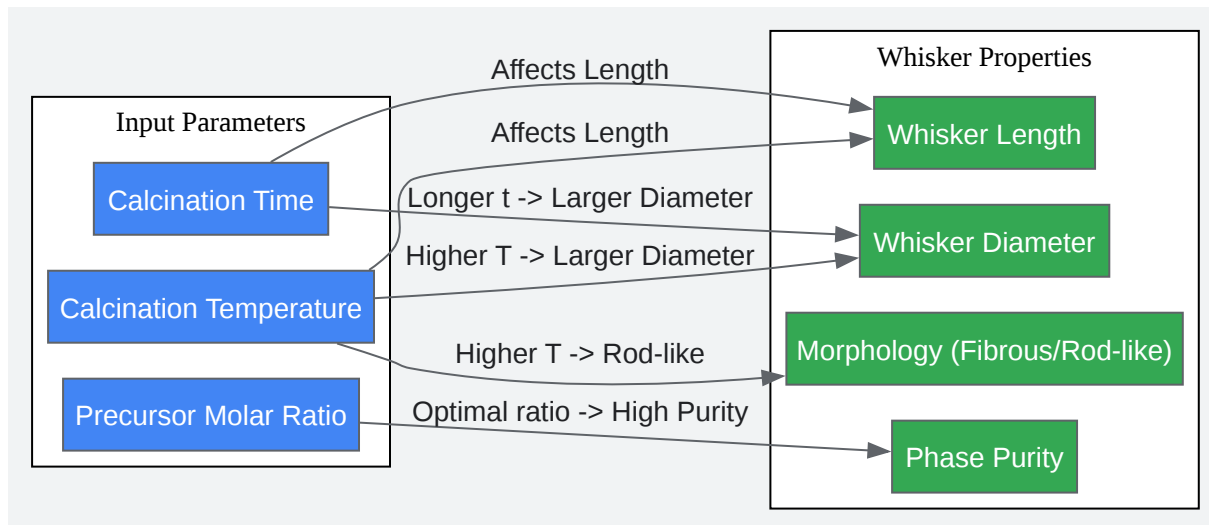 Input Parameters
Calcination Time
Calcination Temperature
Precursor Molar Ratio
Affects Length
Affects Length
Longer t -> Larger Diameter
Higher T -> Larger Diameter
Higher T -> Rod-like
Optimal ratio -> High Purity
Whisker Properties
Whisker Length
Whisker Diameter
Morphology (Fibrous/Rod-like)
Phase Purity